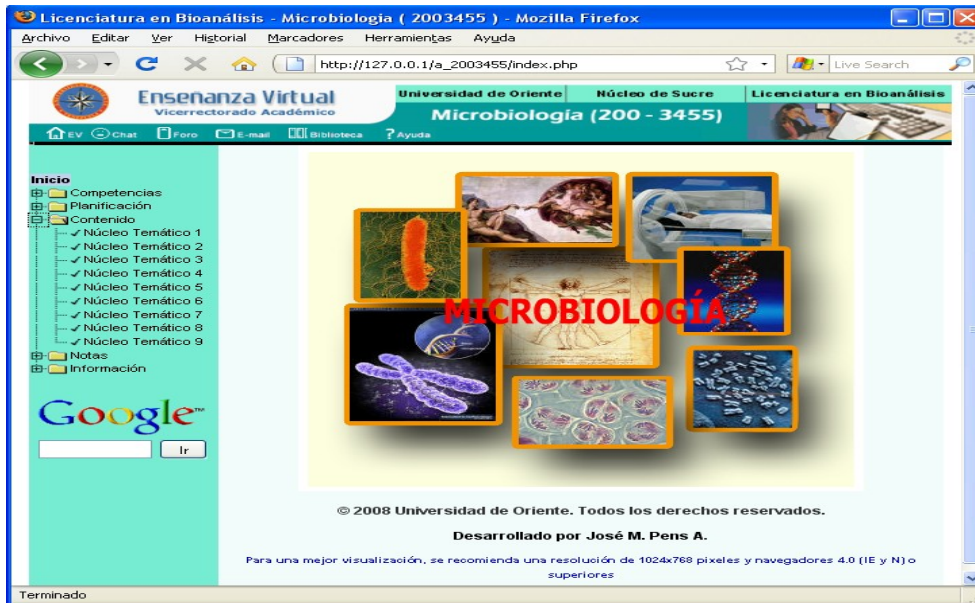 Licenciatura en Bioanálisis - Microbiologia ( 2003455 ) - Mozilla Firefox
Archivo Editar Ver Historial Marcadores Herramientas Ayuda
http://127.0.0.1/a_2003455/index.php
Live Search
Enseñanza Virtual
Vicerrectorado Académico
Universidad de Oriente Núcleo de Sucre Licenciatura en Bioanálisis
Microbiologia (200 - 3455)
EV Chat Foro E-mail Biblioteca ? Ayuda
Inicio
Competencias
Planificación
Contenido
Núcleo Temático 1
Núcleo Temático 2
Núcleo Temático 3
Núcleo Temático 4
Núcleo Temático 5
Núcleo Temático 6
Núcleo Temático 7
Núcleo Temático 8
Núcleo Temático 9
Notas
Información
Google™
Ir
MICROBIOLOGÍA
© 2008 Universidad de Oriente. Todos los derechos reservados.
Desarrollado por José M. Pens A.
Para una mejor visualización, se recomienda una resolución de 1024x768 pixeles y navegadores 4.0 (IE y N) o
superiores
Terminado